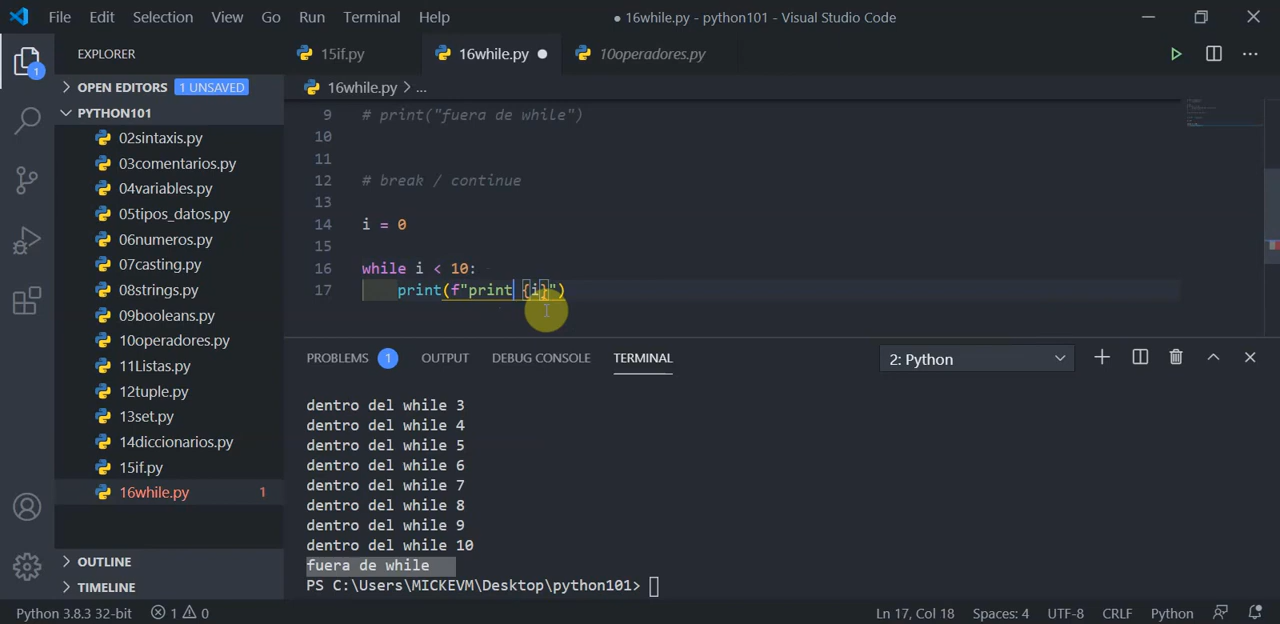 File Edit Selection View Go Run Terminal Help
● 16while.py - python101 - Visual Studio Code
EXPLORER
15if.py
16while.py
10operadores.py
OPEN EDITORS 1 UNSAVED
16while.py > ...
PYTHON101
02sintaxis.py
03comentarios.py
04variables.py
05tipos_datos.py
06numeros.py
07casting.py
08strings.py
09booleans.py
10operadores.py
11Listas.py
12tuple.py
13set.py
14diccionarios.py
15if.py
16while.py 1
OUTLINE
TIMELINE
1
9 # print("fuera de while")
10
11
12 # break / continue
13
14 i = 0
15
16 while i < 10:
17 print(f"print {i}")
PROBLEMS 1 OUTPUT DEBUG CONSOLE TERMINAL
2: Python
dentro del while 3
dentro del while 4
dentro del while 5
dentro del while 6
dentro del while 7
dentro del while 8
dentro del while 9
dentro del while 10
fuera de while
PS C:\Users\MICKEVM\Desktop\python101>
Python 3.8.3 32-bit 1 0 Ln 17, Col 18 Spaces: 4 UTF-8 CRLF Python